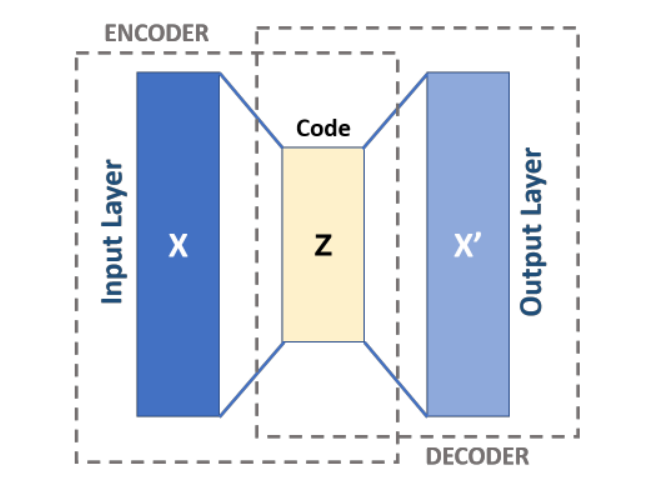 ENCODER
Code
Input Layer
X
Z
X’
Output Layer
DECODER